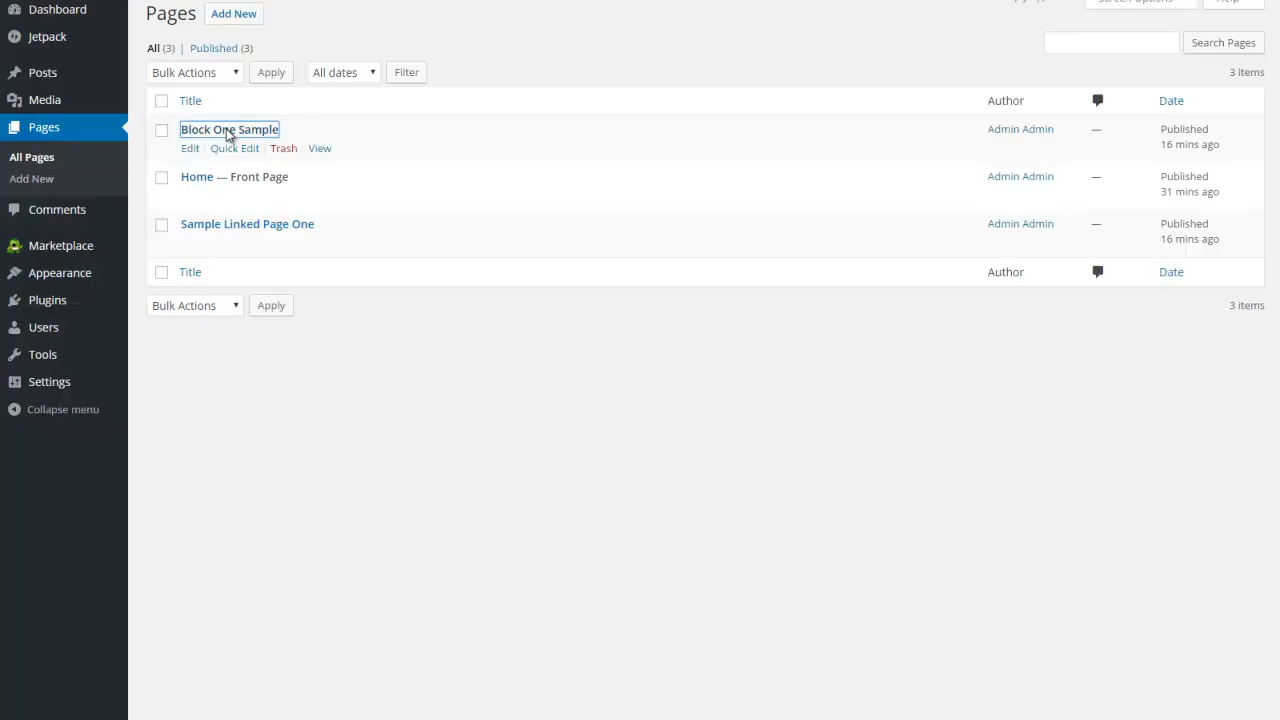 Dashboard
Jetpack
Posts
Media
Pages
All Pages
Add New
Comments
Marketplace
Appearance
Plugins
Users
Tools
Settings
Collapse menu
Pages Add New
All (3) | Published (3)
Search Pages
Bulk Actions Apply All dates Filter 3 items
Title Author Date
Block One Sample Admin Admin — Published
16 mins ago
Edit | Quick Edit | Trash | View
Home — Front Page Admin Admin — Published
31 mins ago
Sample Linked Page One Admin Admin — Published
16 mins ago
Title Author Date
Bulk Actions Apply 3 items